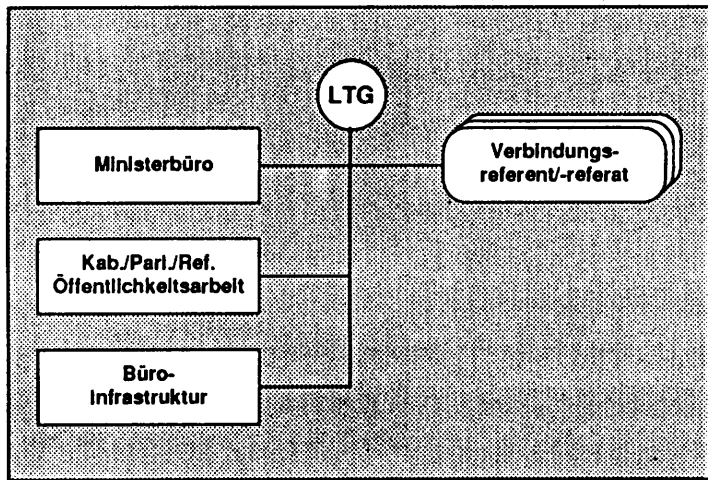 LTG
Ministerbüro
Verbindungs-
referent/-referat
Kab./Parl./Ref.
Öffentlichkeitsarbeit
Büro-
infrastruktur